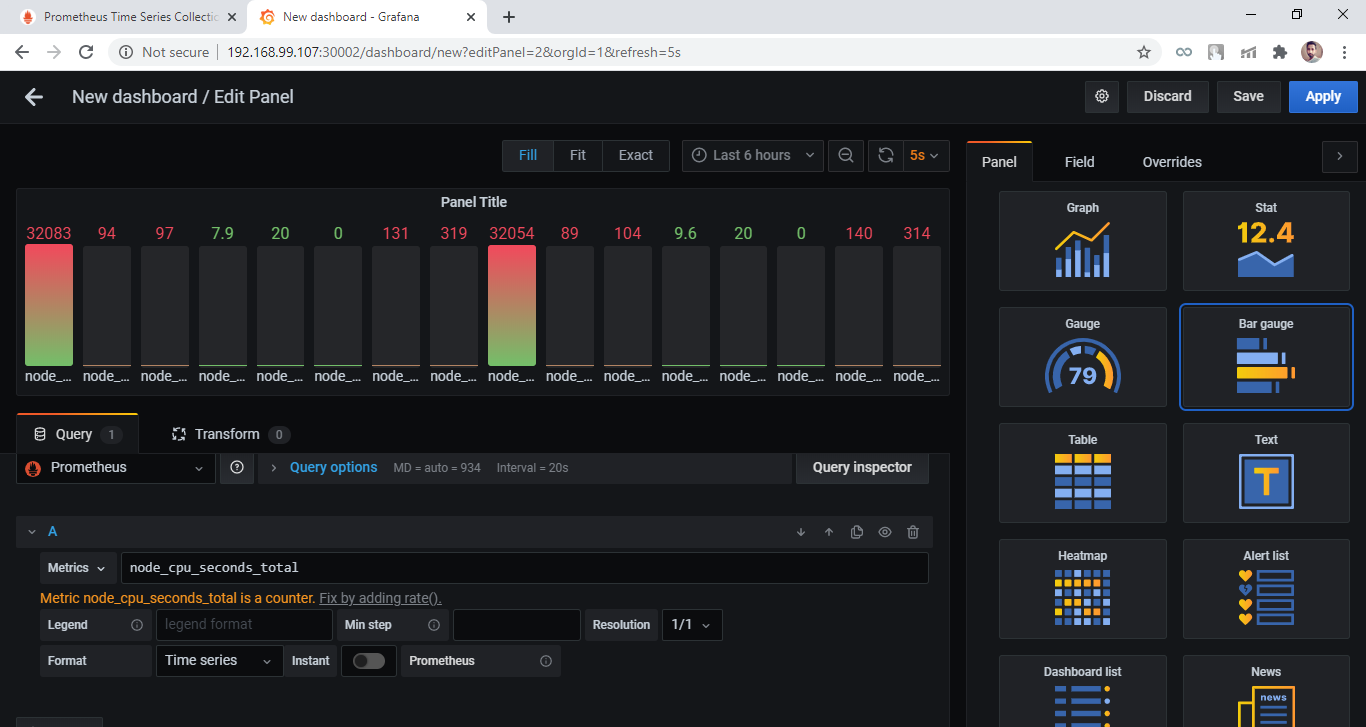 Prometheus Time Series Collectio
New dashboard - Grafana
Not secure
192.168.99.107:30002/dashboard/new?editPanel=2&orgId=1&refresh=5s
New dashboard / Edit Panel
Discard
Save
Apply
Fill
Fit
Exact
Last 6 hours
5s
Panel
Field
Overrides
Panel Title
32083 94 97 7.9 20 0 131 319 32054 89 104 9.6 20 0 140 314
node_... node_... node_... node_... node_... node_... node_... node_... node_... node_... node_... node_... node_... node_... node_... node_...
Query 1
Transform 0
Prometheus
Query options MD = auto = 934 Interval = 20s
Query inspector
A
Metrics
node_cpu_seconds_total
Metric node_cpu_seconds_total is a counter. Fix by adding rate().
Legend
legend format
Min step
Resolution
1/1
Format
Time series
Instant
Prometheus
Graph
Stat
12.4
Gauge
79
Bar gauge
Table
Text
T
Heatmap
Alert list
Dashboard list
News
news